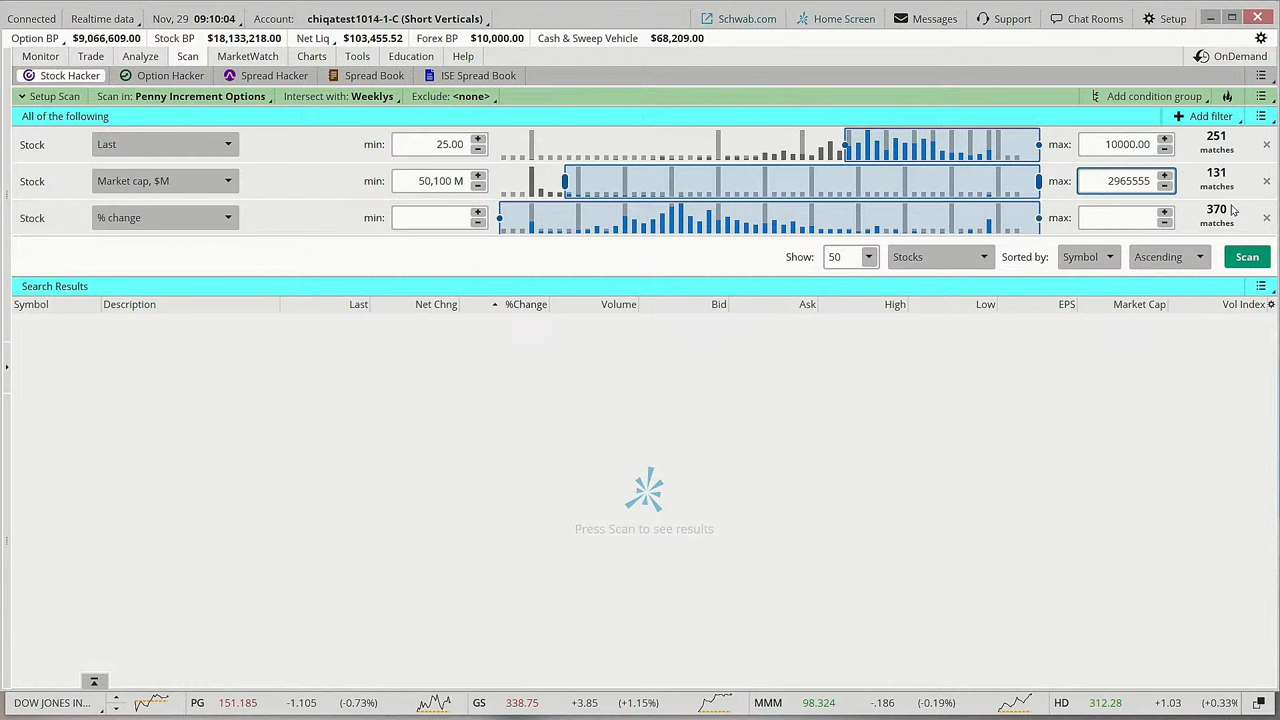 Connected Realtime data Nov, 29 09:10:04 Account: chiqatest1014-1-C (Short Verticals) Schwab.com Home Screen Messages Support Chat Rooms Setup
Option BP $9,066,609.00 Stock BP $18,133,218.00 Net Liq $103,455.52 Forex BP $10,000.00 Cash & Sweep Vehicle $68,209.00
Monitor Trade Analyze Scan MarketWatch Charts Tools Education Help OnDemand
Stock Hacker Option Hacker Spread Hacker Spread Book ISE Spread Book
Setup Scan Scan in: Penny Increment Options Intersect with: Weeklys Exclude: <none> Add condition group
All of the following Add filter
Stock Last min: 25.00 max: 10000.00 251 matches
Stock Market cap, $M min: 50,100 M max: 2965555 131 matches
Stock % change min: max: 370 matches
Show: 50 Stocks Sorted by: Symbol Ascending Scan
Search Results
Symbol Description Last Net Chng %Change Volume Bid Ask High Low EPS Market Cap Vol Index
Press Scan to see results
DOW JONES IN... PG 151.185 -1.105 (-0.73%) GS 338.75 +3.85 (+1.15%) MMM 98.324 -.186 (-0.19%) HD 312.28 +1.03 (+0.33%